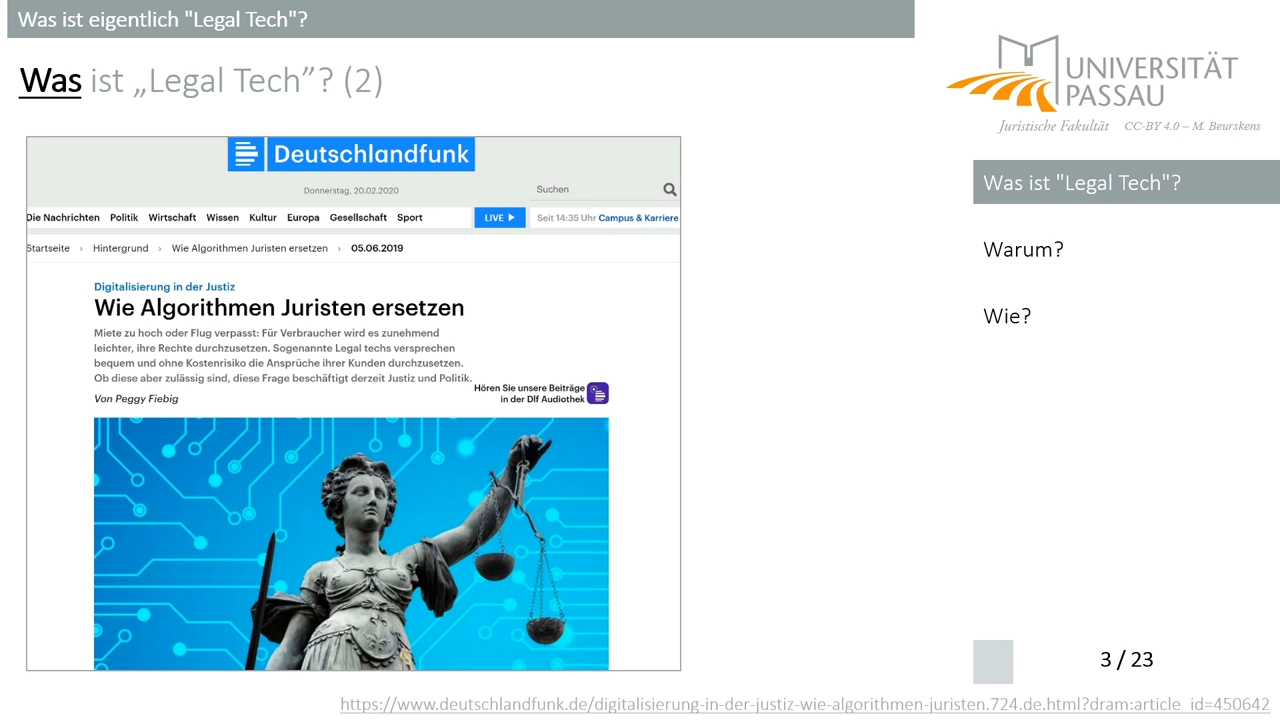 Was ist eigentlich "Legal Tech"?
Was ist „Legal Tech”? (2)
Deutschlandfunk
Donnerstag, 20.02.2020
Suchen
Die Nachrichten Politik Wirtschaft Wissen Kultur Europa Gesellschaft Sport
LIVE
Seit 14:35 Uhr Campus & Karriere
Startseite › Hintergrund › Wie Algorithmen Juristen ersetzen › 05.06.2019
Digitalisierung in der Justiz
Wie Algorithmen Juristen ersetzen
Miete zu hoch oder Flug verpasst: Für Verbraucher wird es zunehmend
leichter, ihre Rechte durchzusetzen. Sogenannte Legal techs versprechen
bequem und ohne Kostenrisiko die Ansprüche ihrer Kunden durchzusetzen.
Ob diese aber zulässig sind, diese Frage beschäftigt derzeit Justiz und Politik.
Von Peggy Fiebig
Hören Sie unsere Beiträge
in der Dlf Audiothek
UNIVERSITÄT
PASSAU
Juristische Fakultät CC-BY 4.0 – M. Beurskens
Was ist "Legal Tech"?
Warum?
Wie?
3 / 23
https://www.deutschlandfunk.de/digitalisierung-in-der-justiz-wie-algorithmen-juristen.724.de.html?dram:article_id=450642